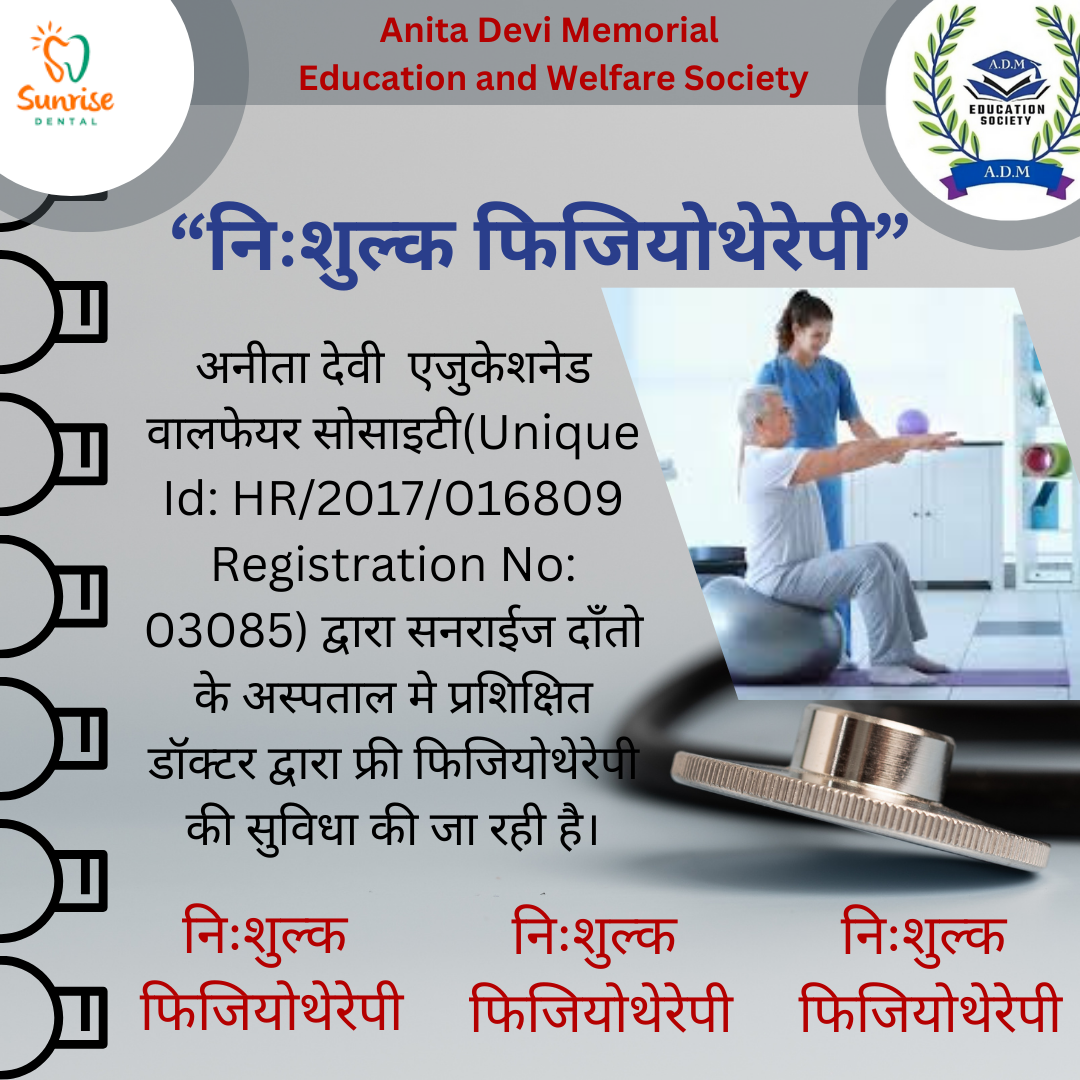 Sunrise
DENTAL
Anita Devi Memorial
Education and Welfare Society
A.D.M
EDUCATION
SOCIETY
A.D.M
“निःशुल्क फिजियोथेरेपी”
अनीता देवी एजुकेशनेड
वालफेयर सोसाइटी(Unique
Id: HR/2017/016809
Registration No:
03085) द्वारा सनराईज दाँतो
के अस्पताल मे प्रशिक्षित
डॉक्टर द्वारा फ्री फिजियोथेरेपी
की सुविधा की जा रही है।
निःशुल्क
फिजियोथेरेपी
निःशुल्क
फिजियोथेरेपी
निःशुल्क
फिजियोथेरेपी